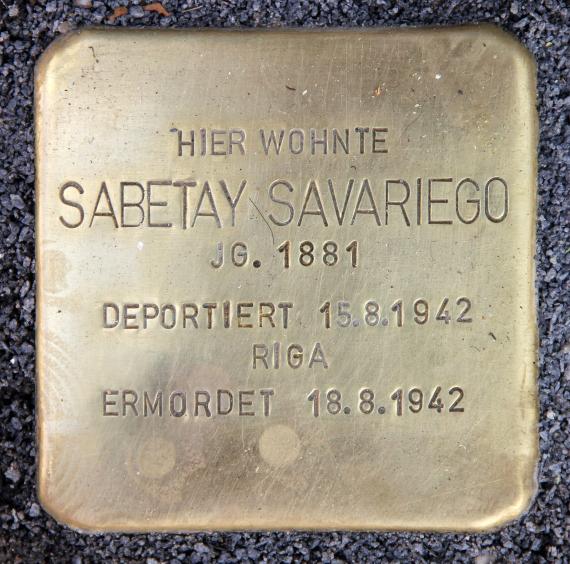 HIER WOHNTE
SABETAY SAVARIEGO
JG. 1881
DEPORTIERT 15.8.1942
RIGA
ERMORDET 18.8.1942